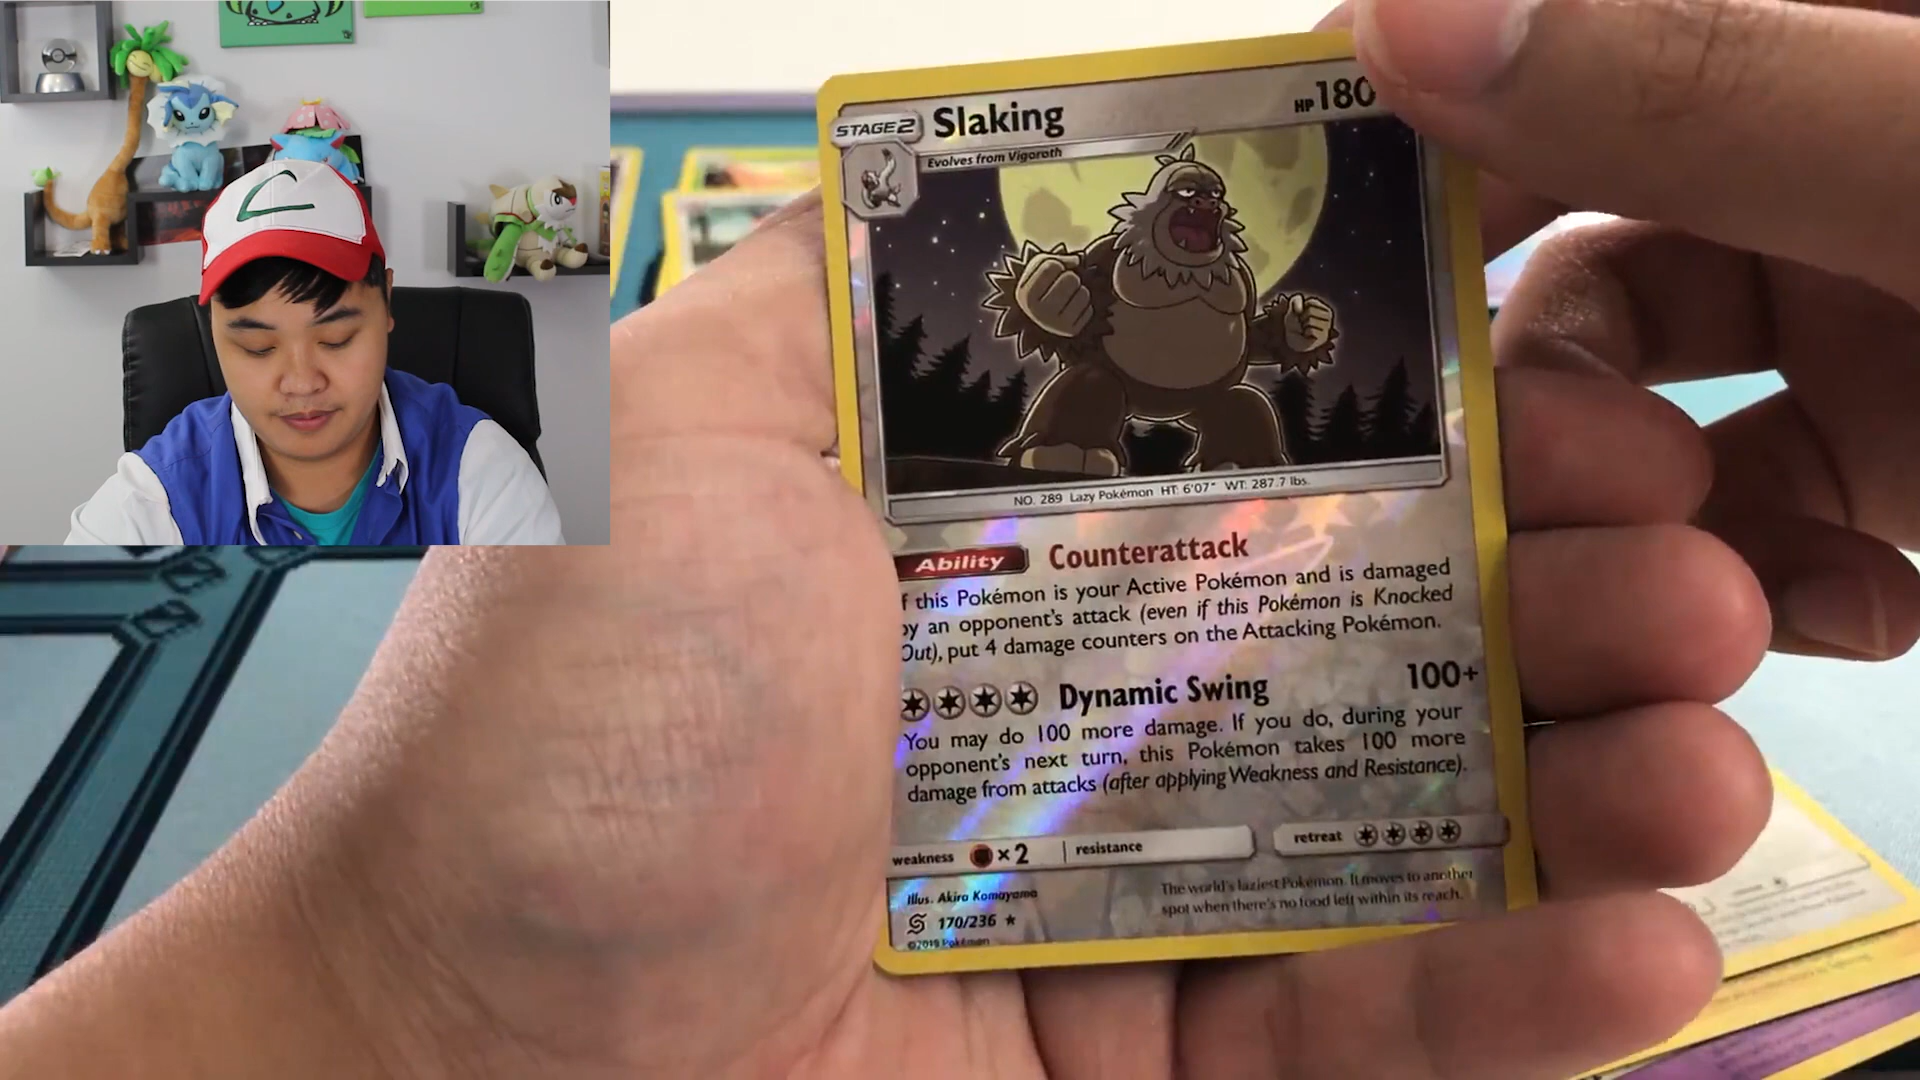 STAGE 2 Slaking HP 180
Evolves from Vigoroth
NO. 289 Lazy Pokémon HT: 6'07" WT: 287.7 lbs.
Ability Counterattack
f this Pokémon is your Active Pokémon and is damaged
by an opponent's attack (even if this Pokémon is Knocked
Out), put 4 damage counters on the Attacking Pokémon.
Dynamic Swing 100+
You may do 100 more damage. If you do, during your
opponent's next turn, this Pokémon takes 100 more
damage from attacks (after applying Weakness and Resistance).
weakness ×2 resistance retreat
Illus. Akira Komayama
170/236 ★
©2019 Pokémon
The world's laziest Pokémon. It moves to another
spot when there's no food left within its reach.